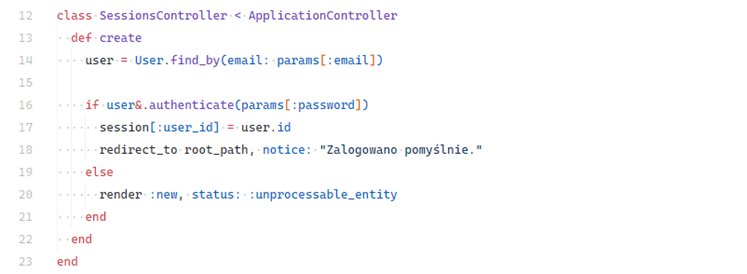 12 class SessionsController < ApplicationController
13   def create
14     user = User.find_by(email: params[:email])
15
16     if user&.authenticate(params[:password])
17       session[:user_id] = user.id
18       redirect_to root_path, notice: "Zalogowano pomyślnie."
19     else
20       render :new, status: :unprocessable_entity
21     end
22   end
23 end